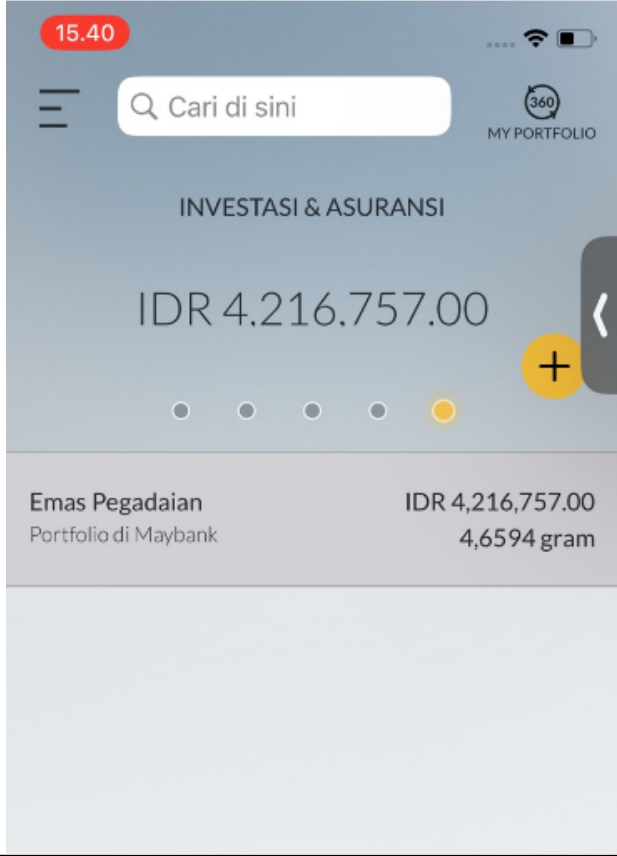 15.40
Cari di sini
360
MY PORTFOLIO
INVESTASI & ASURANSI
IDR 4,216,757.00
Emas Pegadaian
IDR 4,216,757.00
Portfolio di Maybank
4,6594 gram